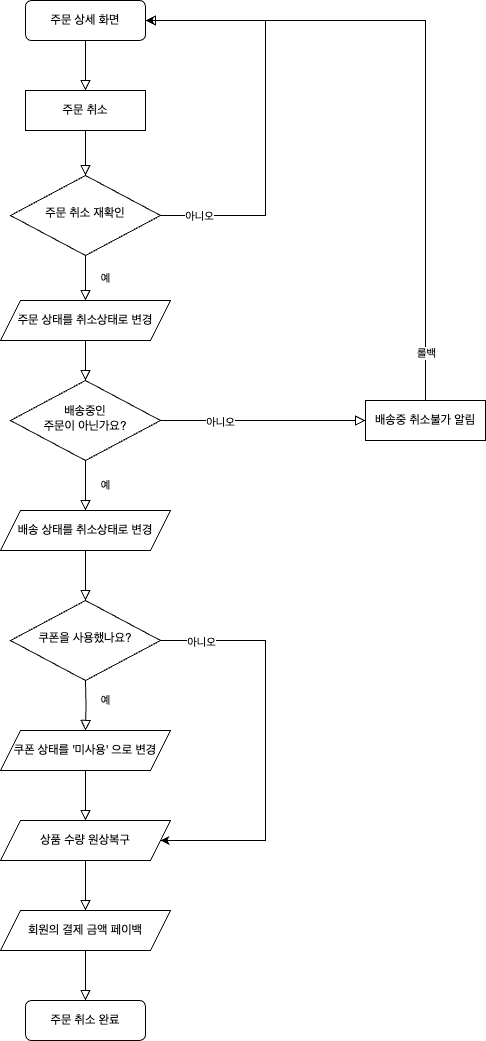 주문 상세 화면
주문 취소
주문 취소 재확인
아니오
예
주문 상태를 취소상태로 변경
롤백
배송중인
주문이 아닌가요?
아니오
배송중 취소불가 알림
예
배송 상태를 취소상태로 변경
쿠폰을 사용했나요?
아니오
예
쿠폰 상태를 '미사용' 으로 변경
상품 수량 원상복구
회원의 결제 금액 페이백
주문 취소 완료